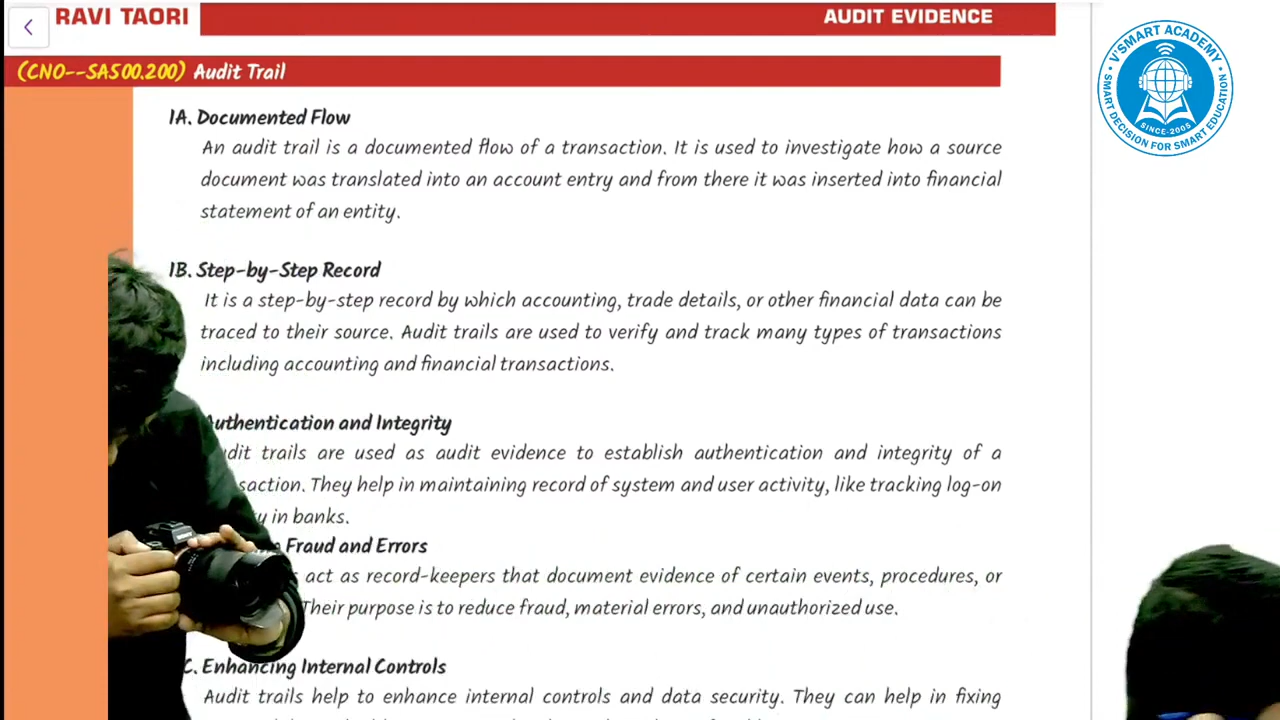 RAVI TAORI
AUDIT EVIDENCE
V'SMART ACADEMY
SINCE-2005
SMART DECISION FOR SMART EDUCATION
(CNO--SA500.200) Audit Trail
1A. Documented Flow
An audit trail is a documented flow of a transaction. It is used to investigate how a source
document was translated into an account entry and from there it was inserted into financial
statement of an entity.
1B. Step-by-Step Record
It is a step-by-step record by which accounting, trade details, or other financial data can be
traced to their source. Audit trails are used to verify and track many types of transactions
including accounting and financial transactions.
Authentication and Integrity
trails are used as audit evidence to establish authentication and integrity of a
They help in maintaining record of system and user activity, like tracking log-on
in banks.
Fraud and Errors
act as record-keepers that document evidence of certain events, procedures, or
Their purpose is to reduce fraud, material errors, and unauthorized use.
C. Enhancing Internal Controls
Audit trails help to enhance internal controls and data security. They can help in fixing